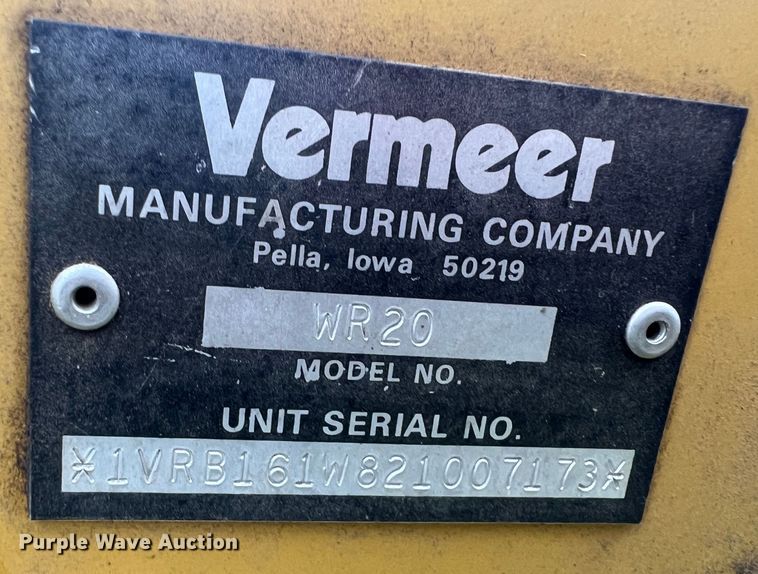 Vermeer
MANUFACTURING COMPANY
Pella, Iowa 50219
WR20
MODEL NO.
UNIT SERIAL NO.
*1VRB161W821007173*
Purple Wave Auction